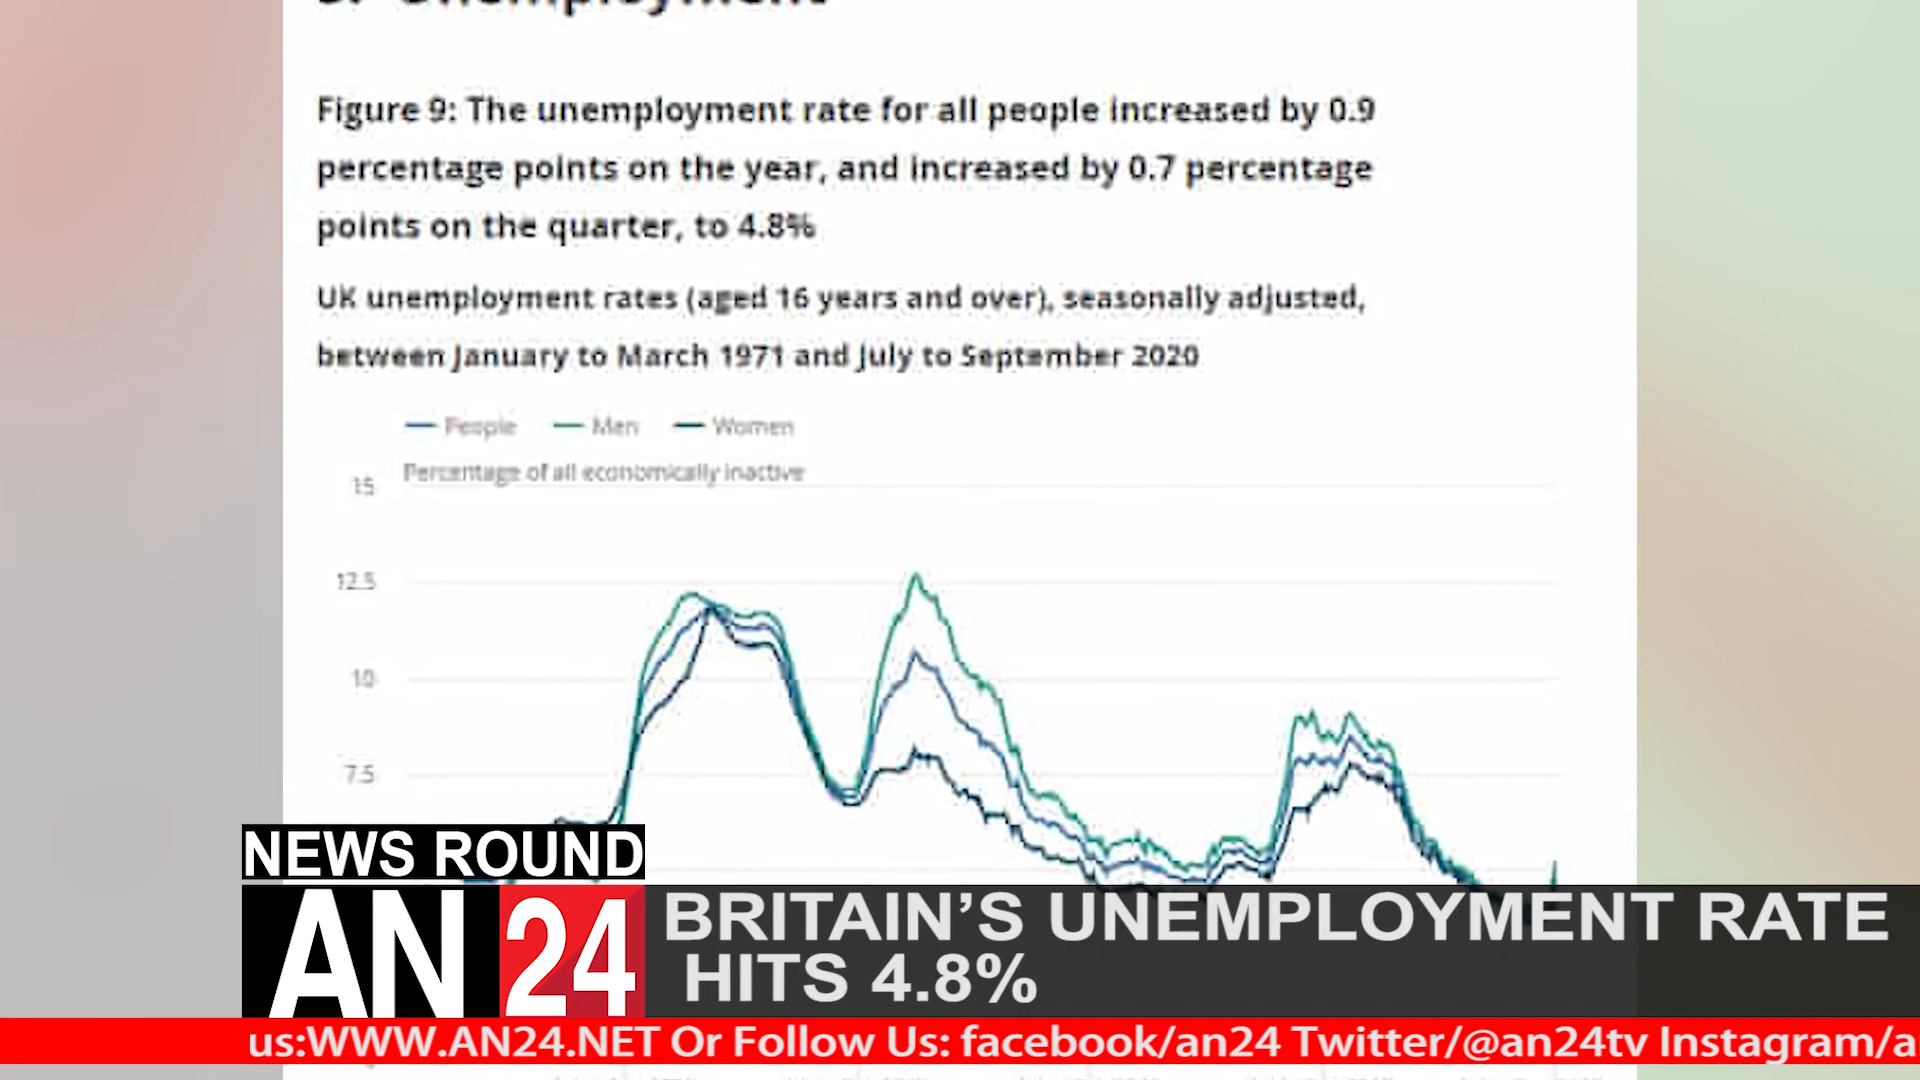 Unemployment
Figure 9: The unemployment rate for all people increased by 0.9
percentage points on the year, and increased by 0.7 percentage
points on the quarter, to 4.8%
UK unemployment rates (aged 16 years and over), seasonally adjusted,
between January to March 1971 and July to September 2020
People Men Women
Percentage of all economically inactive
15
12.5
10
7.5
NEWS ROUND
AN 24
BRITAIN’S UNEMPLOYMENT RATE
HITS 4.8%
us:WWW.AN24.NET Or Follow Us: facebook/an24 Twitter/@an24tv Instagram/a